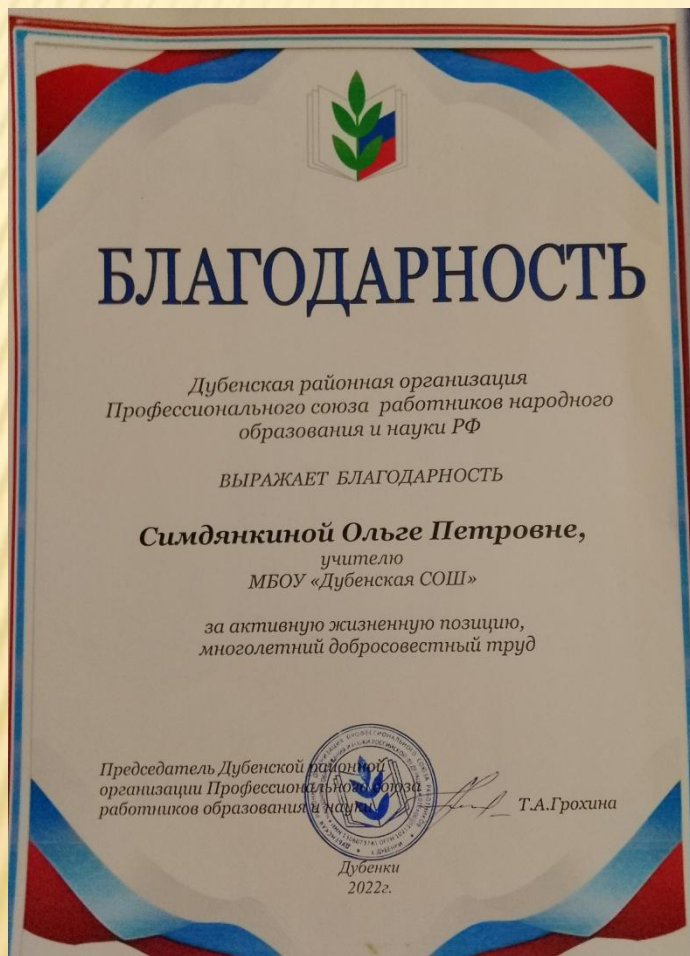 БЛАГОДАРНОСТЬ
Дубенская районная организация
Профессионального союза работников народного
образования и науки РФ
ВЫРАЖАЕТ БЛАГОДАРНОСТЬ
Симдянкиной Ольге Петровне,
учителю
МБОУ «Дубенская СОШ»
за активную жизненную позицию,
многолетний добросовестный труд
Председатель Дубенской районной
организации Профессионального союза
работников образования и науки
Т.А.Грохина
Дубенки
2022г.